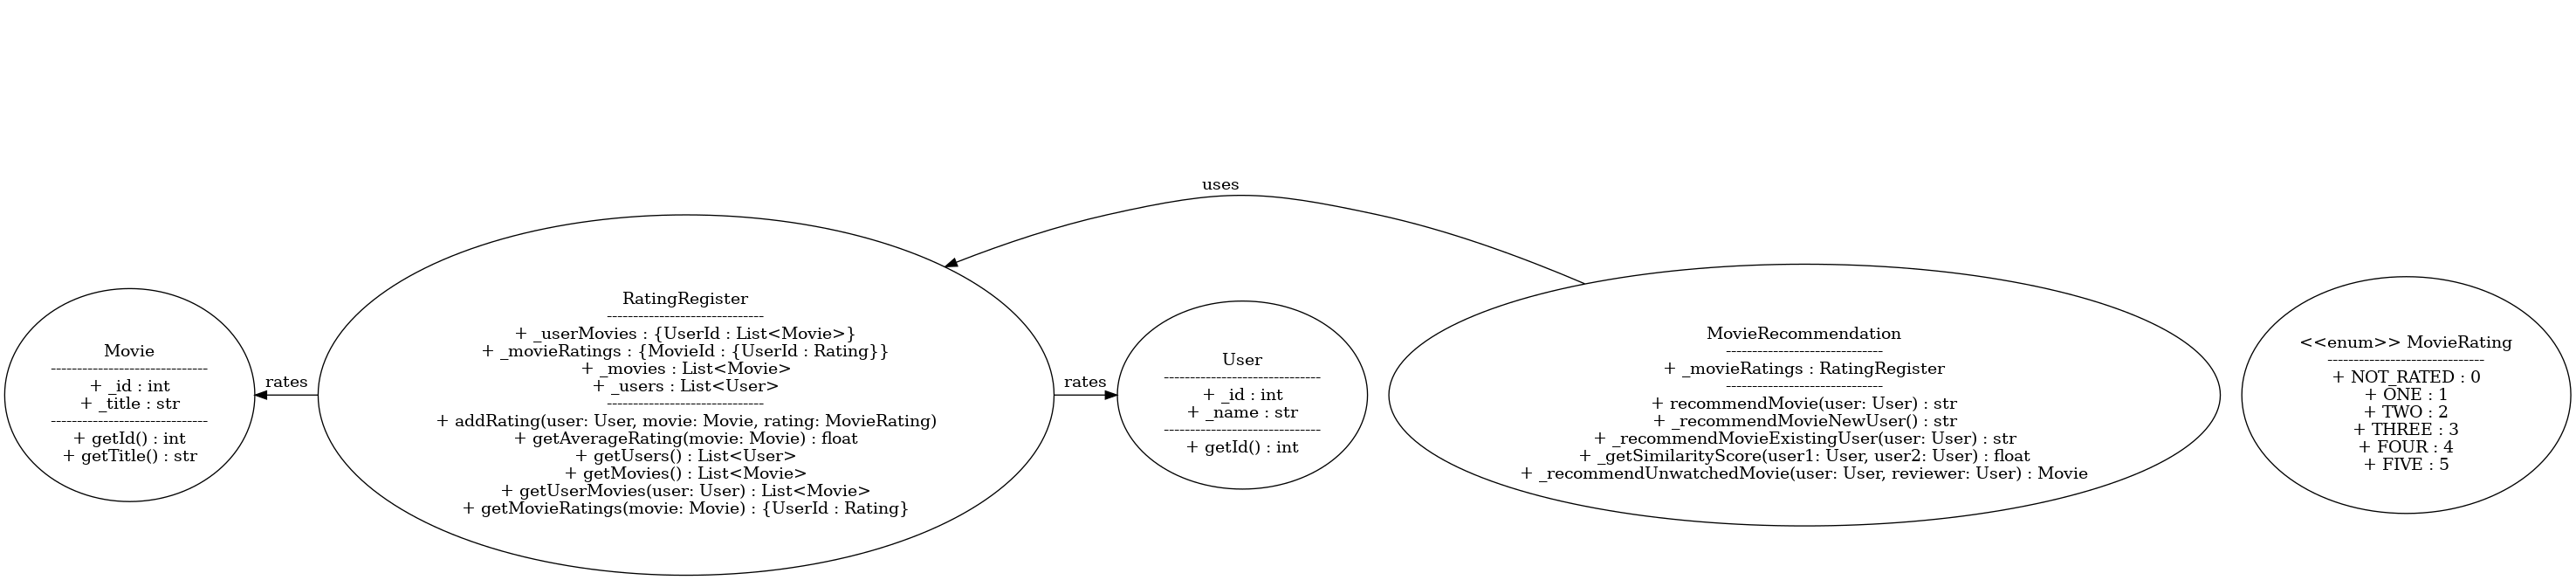 uses
Movie
------------------------------
+ _id : int
+ _title : str
------------------------------
+ getId() : int
+ getTitle() : str
rates
RatingRegister
------------------------------
+ _userMovies : {UserId : List<Movie>}
+ _movieRatings : {MovieId : {UserId : Rating}}
+ _movies : List<Movie>
+ _users : List<User>
------------------------------
+ addRating(user: User, movie: Movie, rating: MovieRating)
+ getAverageRating(movie: Movie) : float
+ getUsers() : List<User>
+ getMovies() : List<Movie>
+ getUserMovies(user: User) : List<Movie>
+ getMovieRatings(movie: Movie) : {UserId : Rating}
rates
User
------------------------------
+ _id : int
+ _name : str
------------------------------
+ getId() : int
MovieRecommendation
------------------------------
+ _movieRatings : RatingRegister
------------------------------
+ recommendMovie(user: User) : str
+ _recommendMovieNewUser() : str
+ _recommendMovieExistingUser(user: User) : str
+ _getSimilarityScore(user1: User, user2: User) : float
+ _recommendUnwatchedMovie(user: User, reviewer: User) : Movie
<<enum>> MovieRating
------------------------------
+ NOT_RATED : 0
+ ONE : 1
+ TWO : 2
+ THREE : 3
+ FOUR : 4
+ FIVE : 5